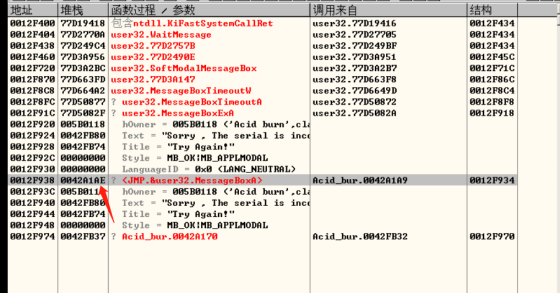 地址 堆栈 函数过程 / 参数 调用来自 结构
0012F400 77D19418 包含ntdll.KiFastSystemCallRet user32.77D19416 0012F434
0012F404 77D2770A user32.WaitMessage user32.77D27705 0012F434
0012F438 77D249C4 user32.77D2757B user32.77D249BF 0012F434
0012F460 77D3A956 user32.77D2490E user32.77D3A951 0012F45C
0012F720 77D3A2BC user32.SoftModalMessageBox user32.77D3A2B7 0012F71C
0012F870 77D663FD user32.77D3A147 user32.77D663F8 0012F86C
0012F8C8 77D664A2 user32.MessageBoxTimeoutW user32.77D6649D 0012F8C4
0012F8FC 77D50877 ? user32.MessageBoxTimeoutA user32.77D50872 0012F8F8
0012F91C 77D5082F ? user32.MessageBoxExA user32.77D5082A 0012F918
0012F920 005B0118 hOwner = 005B0118 ('Acid burn',cla
0012F924 0042FB80 Text = "Sorry , The serial is inco
0012F928 0042FB74 Title = "Try Again!"
0012F92C 00000000 Style = MB_OK|MB_APPLMODAL
0012F930 00000000 LanguageID = 0x0 (LANG_NEUTRAL)
0012F938 0042A1AE ? <JMP.&user32.MessageBoxA> Acid_bur.0042A1A9 0012F934
0012F93C 005B011 hOwner = 005B0118 ('Acid burn',cla
0012F940 0042FB80 Text = "Sorry , The serial is inco
0012F944 0042FB74 Title = "Try Again!"
0012F948 00000000 Style = MB_OK|MB_APPLMODAL
0012F974 0042FB37 ? Acid_bur.0042A170 Acid_bur.0042FB32 0012F970